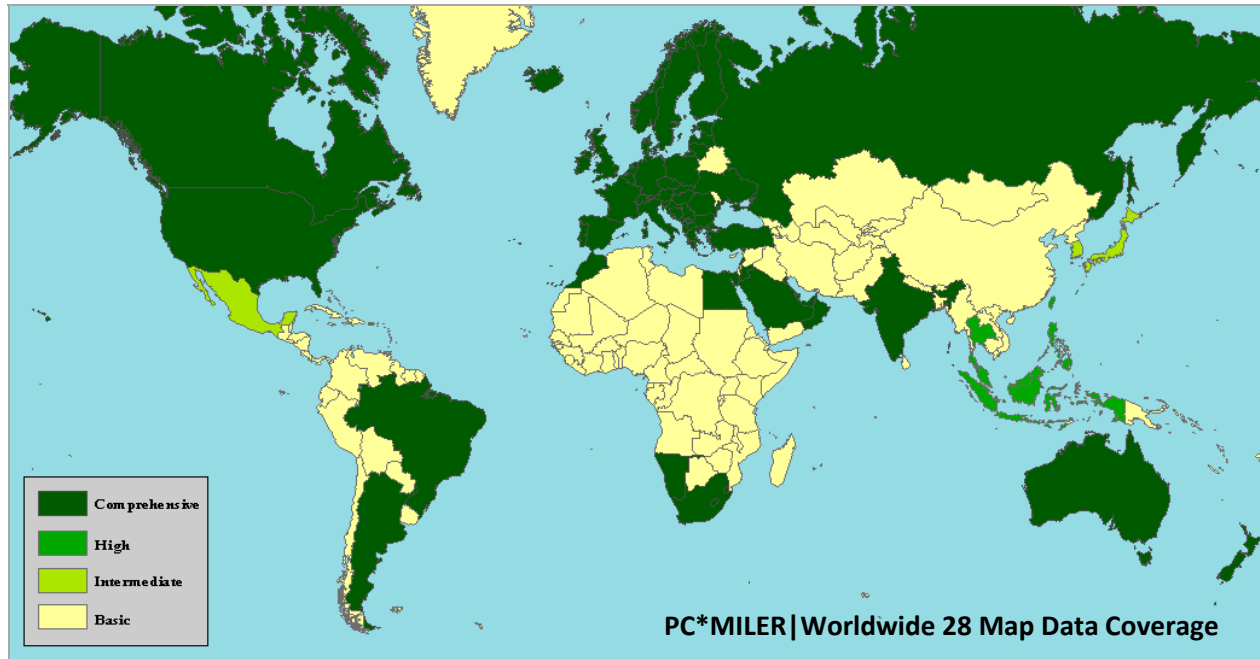 Comprehensive
High
Intermediate
Basic
PC*MILER|Worldwide 28 Map Data Coverage